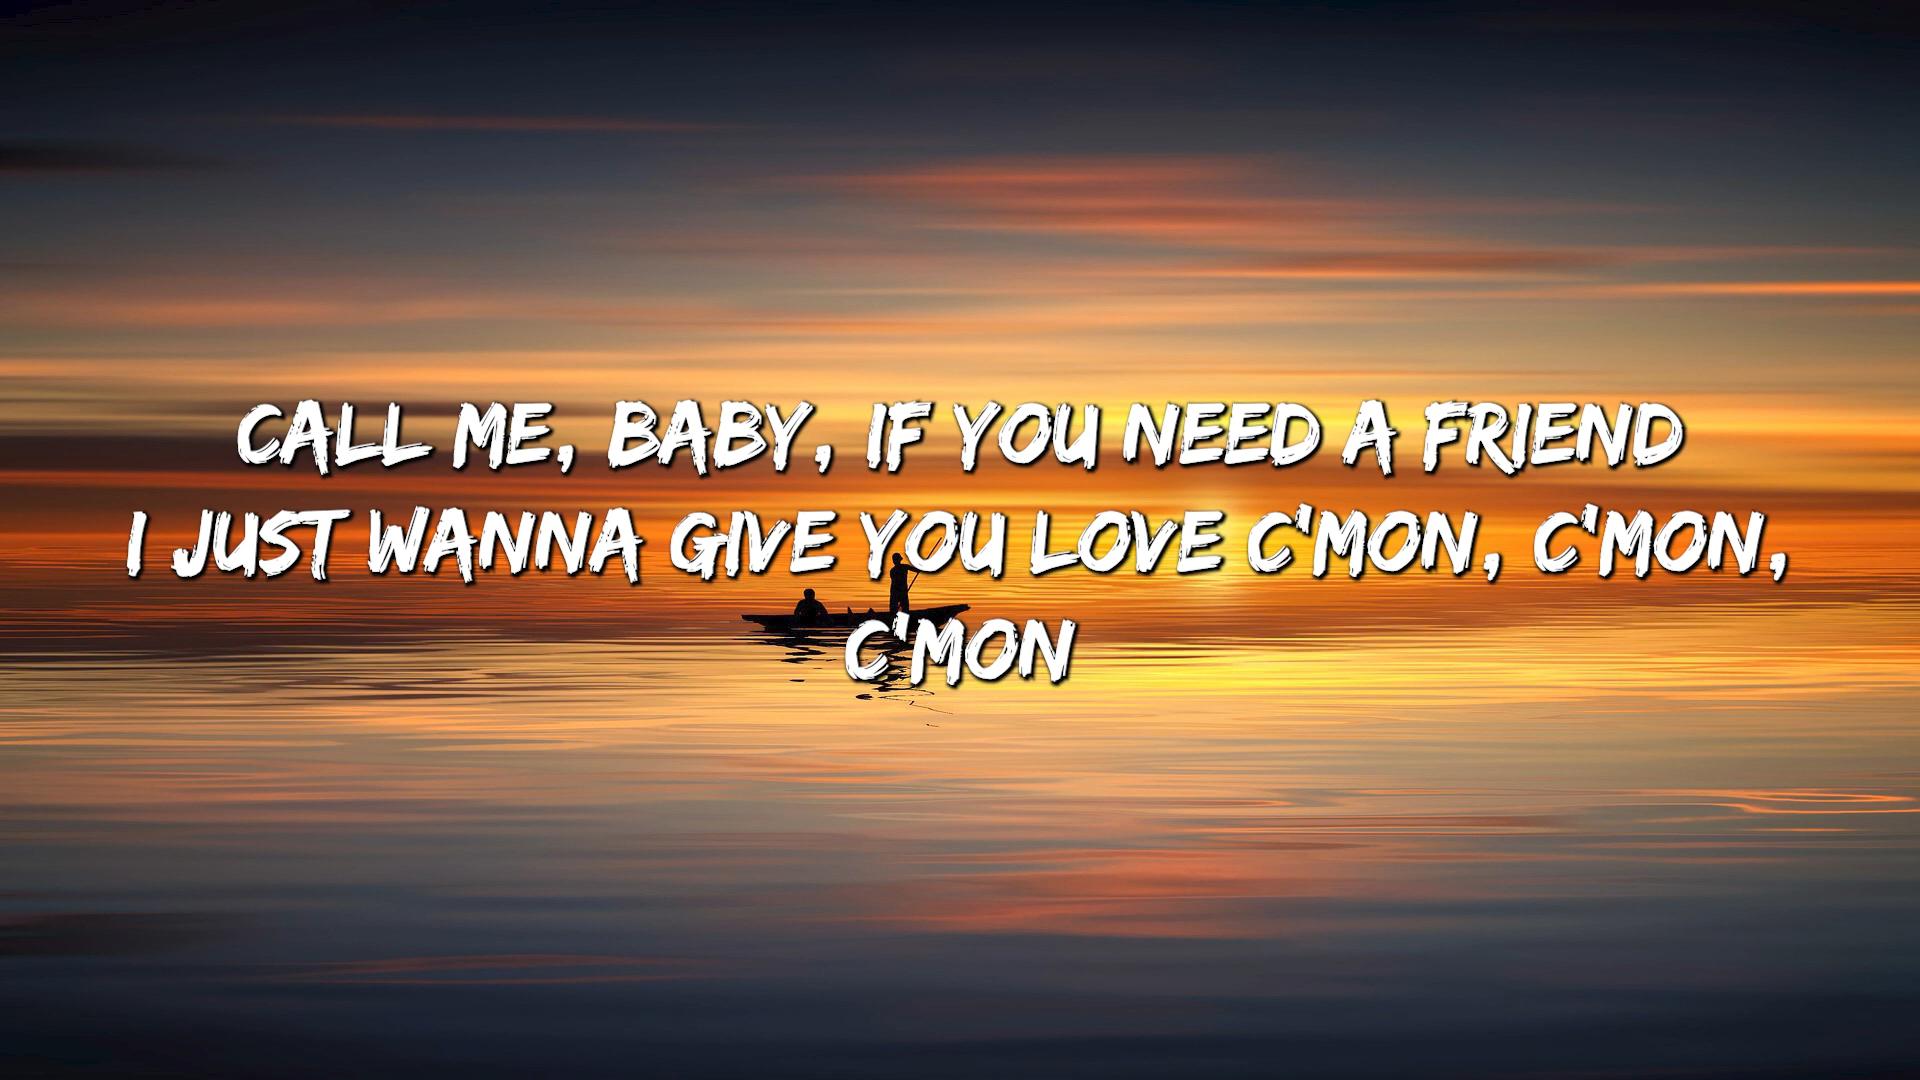 CALL ME, BABY, IF YOU NEED A FRIEND
I JUST WANNA GIVE YOU LOVE C'MON, C'MON,
C'MON